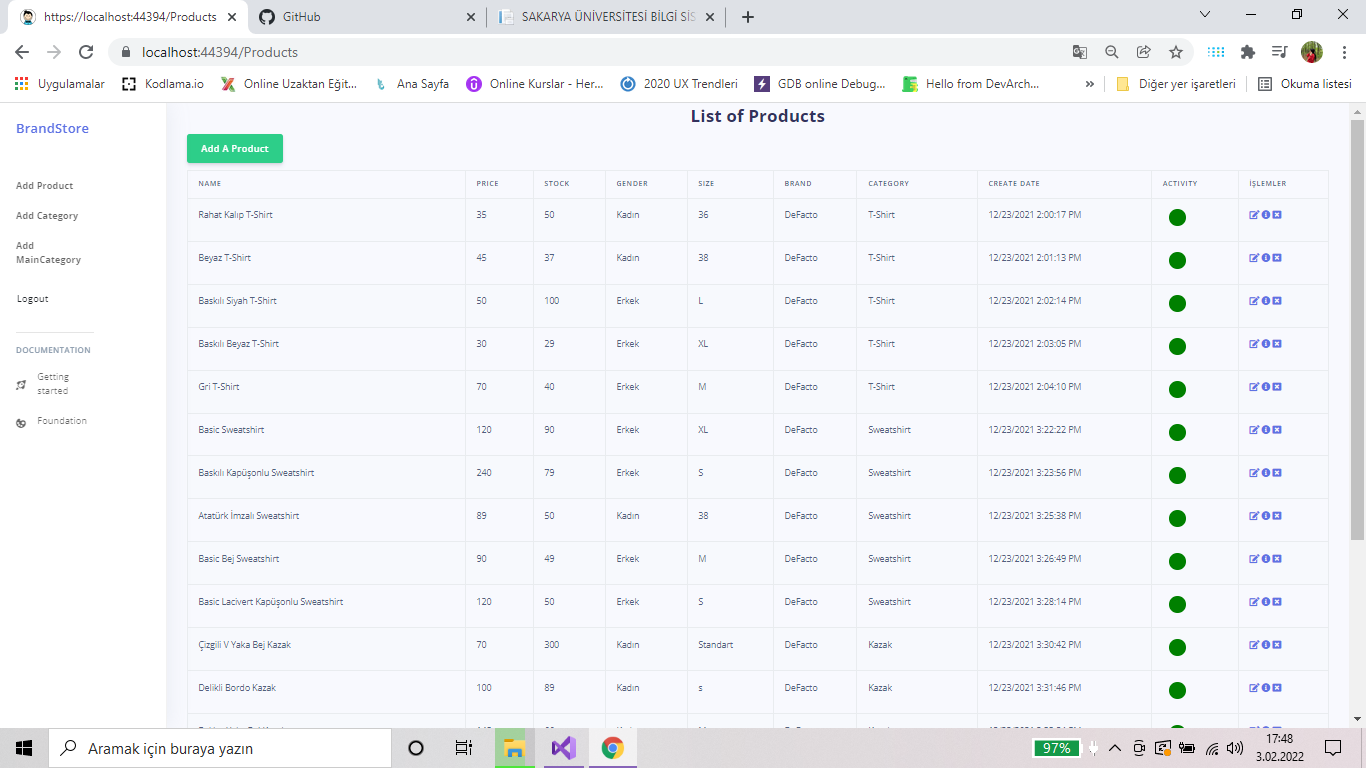 https://localhost:44394/Products
GitHub
SAKARYA ÜNİVERSİTESİ BİLGİ SİS
localhost:44394/Products
Uygulamalar
Kodlama.io
Online Uzaktan Eğit...
Ana Sayfa
Online Kurslar - Her...
2020 UX Trendleri
GDB online Debug...
Hello from DevArch...
»
Diğer yer işaretleri
Okuma listesi
BrandStore
Add Product
Add Category
Add
MainCategory
Logout
DOCUMENTATION
Getting
started
Foundation
List of Products
Add A Product
NAME PRICE STOCK GENDER SIZE BRAND CATEGORY CREATE DATE ACTIVITY İŞLEMLER
Rahat Kalıp T-Shirt 35 50 Kadın 36 DeFacto T-Shirt 12/23/2021 2:00:17 PM
Beyaz T-Shirt 45 37 Kadın 38 DeFacto T-Shirt 12/23/2021 2:01:13 PM
Baskılı Siyah T-Shirt 50 100 Erkek L DeFacto T-Shirt 12/23/2021 2:02:14 PM
Baskılı Beyaz T-Shirt 30 29 Erkek XL DeFacto T-Shirt 12/23/2021 2:03:05 PM
Gri T-Shirt 70 40 Erkek M DeFacto T-Shirt 12/23/2021 2:04:10 PM
Basic Sweatshirt 120 90 Erkek XL DeFacto Sweatshirt 12/23/2021 3:22:22 PM
Baskılı Kapüşonlu Sweatshirt 240 79 Erkek S DeFacto Sweatshirt 12/23/2021 3:23:56 PM
Atatürk İmzalı Sweatshirt 89 50 Kadın 38 DeFacto Sweatshirt 12/23/2021 3:25:38 PM
Basic Bej Sweatshirt 90 49 Erkek M DeFacto Sweatshirt 12/23/2021 3:26:49 PM
Basic Lacivert Kapüşonlu Sweatshirt 120 50 Erkek S DeFacto Sweatshirt 12/23/2021 3:28:14 PM
Çizgili V Yaka Bej Kazak 70 300 Kadın Standart DeFacto Kazak 12/23/2021 3:30:42 PM
Delikli Bordo Kazak 100 89 Kadın s DeFacto Kazak 12/23/2021 3:31:46 PM
Aramak için buraya yazın
97%
17:48
3.02.2022